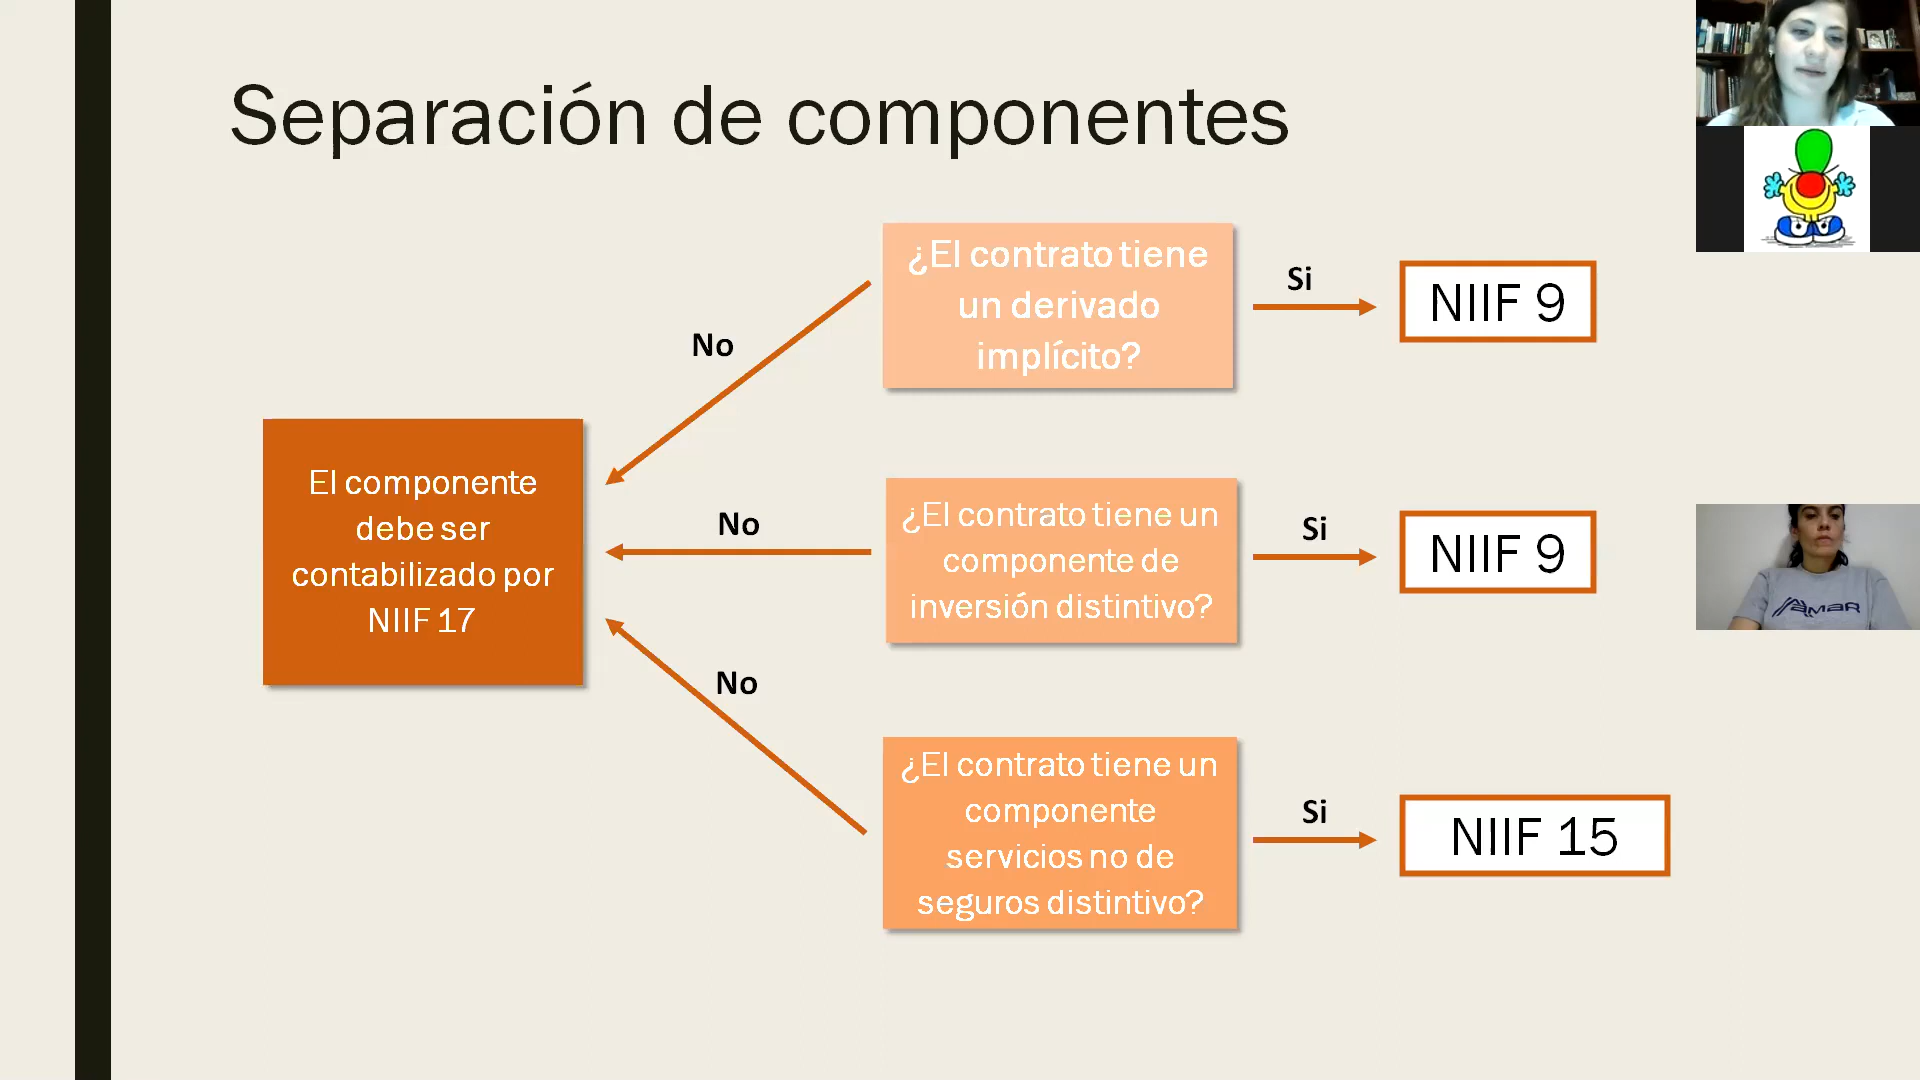 Separación de componentes
¿El contrato tiene
un derivado
implícito?
Si
NIIF 9
No
El componente
debe ser
contabilizado por
NIIF 17
No
¿El contrato tiene un
componente de
inversión distintivo?
Si
NIIF 9
No
¿El contrato tiene un
componente
servicios no de
seguros distintivo?
Si
NIIF 15